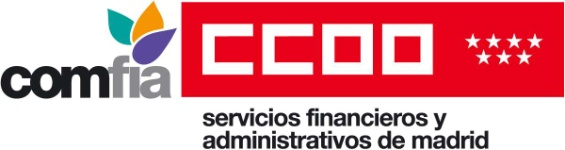 comfia CCOO
servicios financieros y
administrativos de madrid